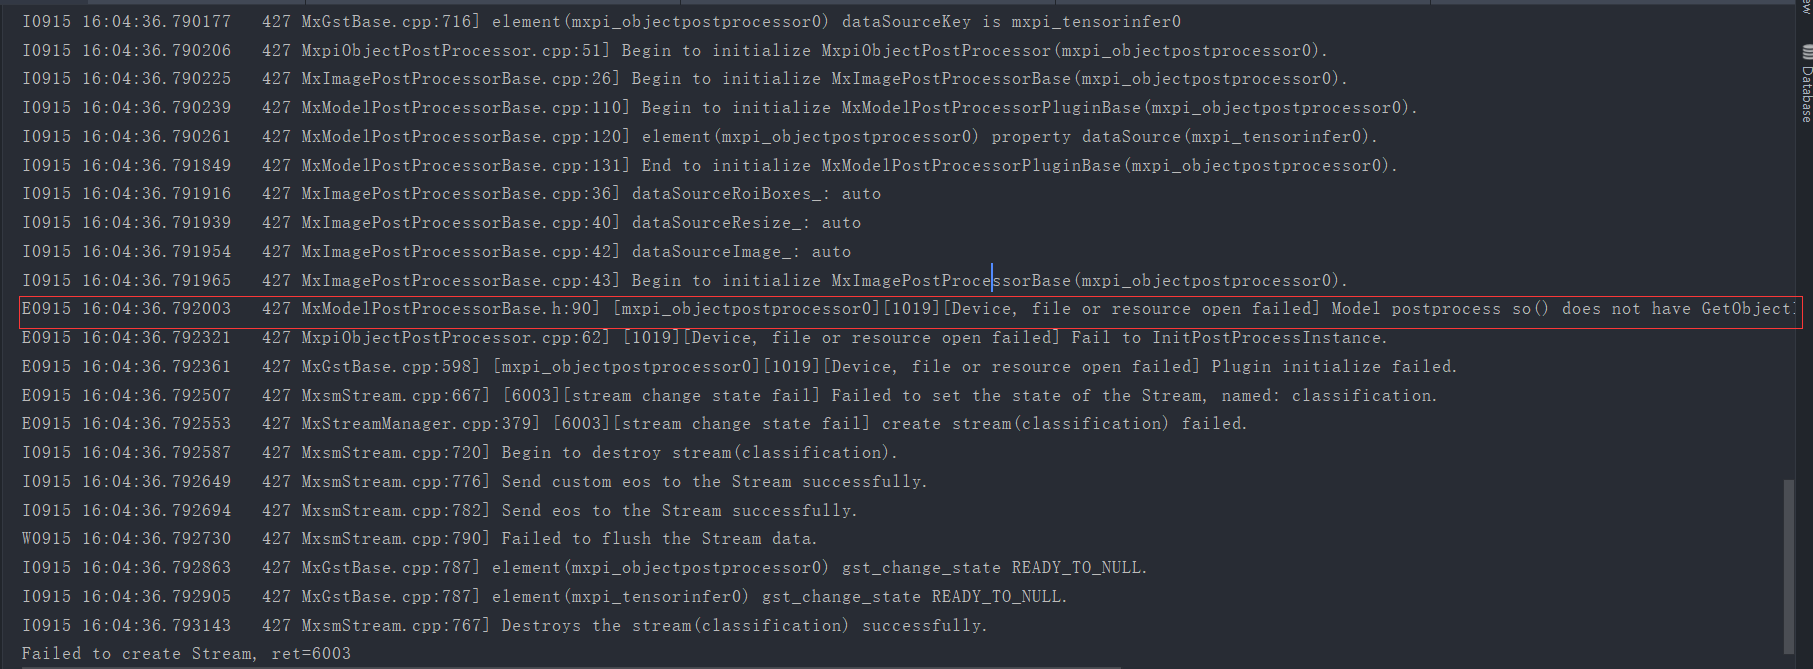 I0915 16:04:36.790177   427 MxGstBase.cpp:716] element(mxpi_objectpostprocessor0) dataSourceKey is mxpi_tensorinfer0
I0915 16:04:36.790206   427 MxpiObjectPostProcessor.cpp:51] Begin to initialize MxpiObjectPostProcessor(mxpi_objectpostprocessor0).
I0915 16:04:36.790225   427 MxImagePostProcessorBase.cpp:26] Begin to initialize MxImagePostProcessorBase(mxpi_objectpostprocessor0).
I0915 16:04:36.790239   427 MxModelPostProcessorBase.cpp:110] Begin to initialize MxModelPostProcessorPluginBase(mxpi_objectpostprocessor0).
I0915 16:04:36.790261   427 MxModelPostProcessorBase.cpp:120] element(mxpi_objectpostprocessor0) property dataSource(mxpi_tensorinfer0).
I0915 16:04:36.791849   427 MxModelPostProcessorBase.cpp:131] End to initialize MxModelPostProcessorPluginBase(mxpi_objectpostprocessor0).
I0915 16:04:36.791916   427 MxImagePostProcessorBase.cpp:36] dataSourceRoiBoxes_: auto
I0915 16:04:36.791939   427 MxImagePostProcessorBase.cpp:40] dataSourceResize_: auto
I0915 16:04:36.791954   427 MxImagePostProcessorBase.cpp:42] dataSourceImage_: auto
I0915 16:04:36.791965   427 MxImagePostProcessorBase.cpp:43] Begin to initialize MxImagePostProcessorBase(mxpi_objectpostprocessor0).
E0915 16:04:36.792003   427 MxModelPostProcessorBase.h:90] [mxpi_objectpostprocessor0][1019][Device, file or resource open failed] Model postprocess so() does not have GetObject
E0915 16:04:36.792321   427 MxpiObjectPostProcessor.cpp:62] [1019][Device, file or resource open failed] Fail to InitPostProcessInstance.
E0915 16:04:36.792361   427 MxGstBase.cpp:598] [mxpi_objectpostprocessor0][1019][Device, file or resource open failed] Plugin initialize failed.
E0915 16:04:36.792507   427 MxsmStream.cpp:667] [6003][stream change state fail] Failed to set the state of the Stream, named: classification.
E0915 16:04:36.792553   427 MxStreamManager.cpp:379] [6003][stream change state fail] create stream(classification) failed.
I0915 16:04:36.792587   427 MxsmStream.cpp:720] Begin to destroy stream(classification).
I0915 16:04:36.792649   427 MxsmStream.cpp:776] Send custom eos to the Stream successfully.
I0915 16:04:36.792694   427 MxsmStream.cpp:782] Send eos to the Stream successfully.
W0915 16:04:36.792730   427 MxsmStream.cpp:790] Failed to flush the Stream data.
I0915 16:04:36.792863   427 MxGstBase.cpp:787] element(mxpi_objectpostprocessor0) gst_change_state READY_TO_NULL.
I0915 16:04:36.792905   427 MxGstBase.cpp:787] element(mxpi_tensorinfer0) gst_change_state READY_TO_NULL.
I0915 16:04:36.793143   427 MxsmStream.cpp:767] Destroys the stream(classification) successfully.
Failed to create Stream, ret=6003
Database